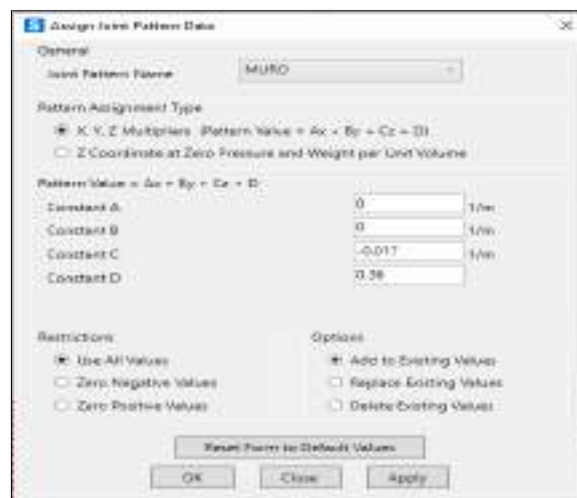 Assign Joint Pattern Data
General
Joint Pattern Name MURO
Pattern Assignment Type
X, Y, Z Multipliers (Pattern Value = Ax + By + Cz + D)
Z Coordinate at Zero Pressure and Weight per Unit Volume
Pattern Value = Ax + By + Cz + D
Constant A 0 1/m
Constant B 0 1/m
Constant C -0.017 1/m
Constant D 0.36
Restrictions
Use All Values
Zero Negative Values
Zero Positive Values
Options
Add to Existing Values
Replace Existing Values
Delete Existing Values
Reset Form to Default Values
OK Close Apply